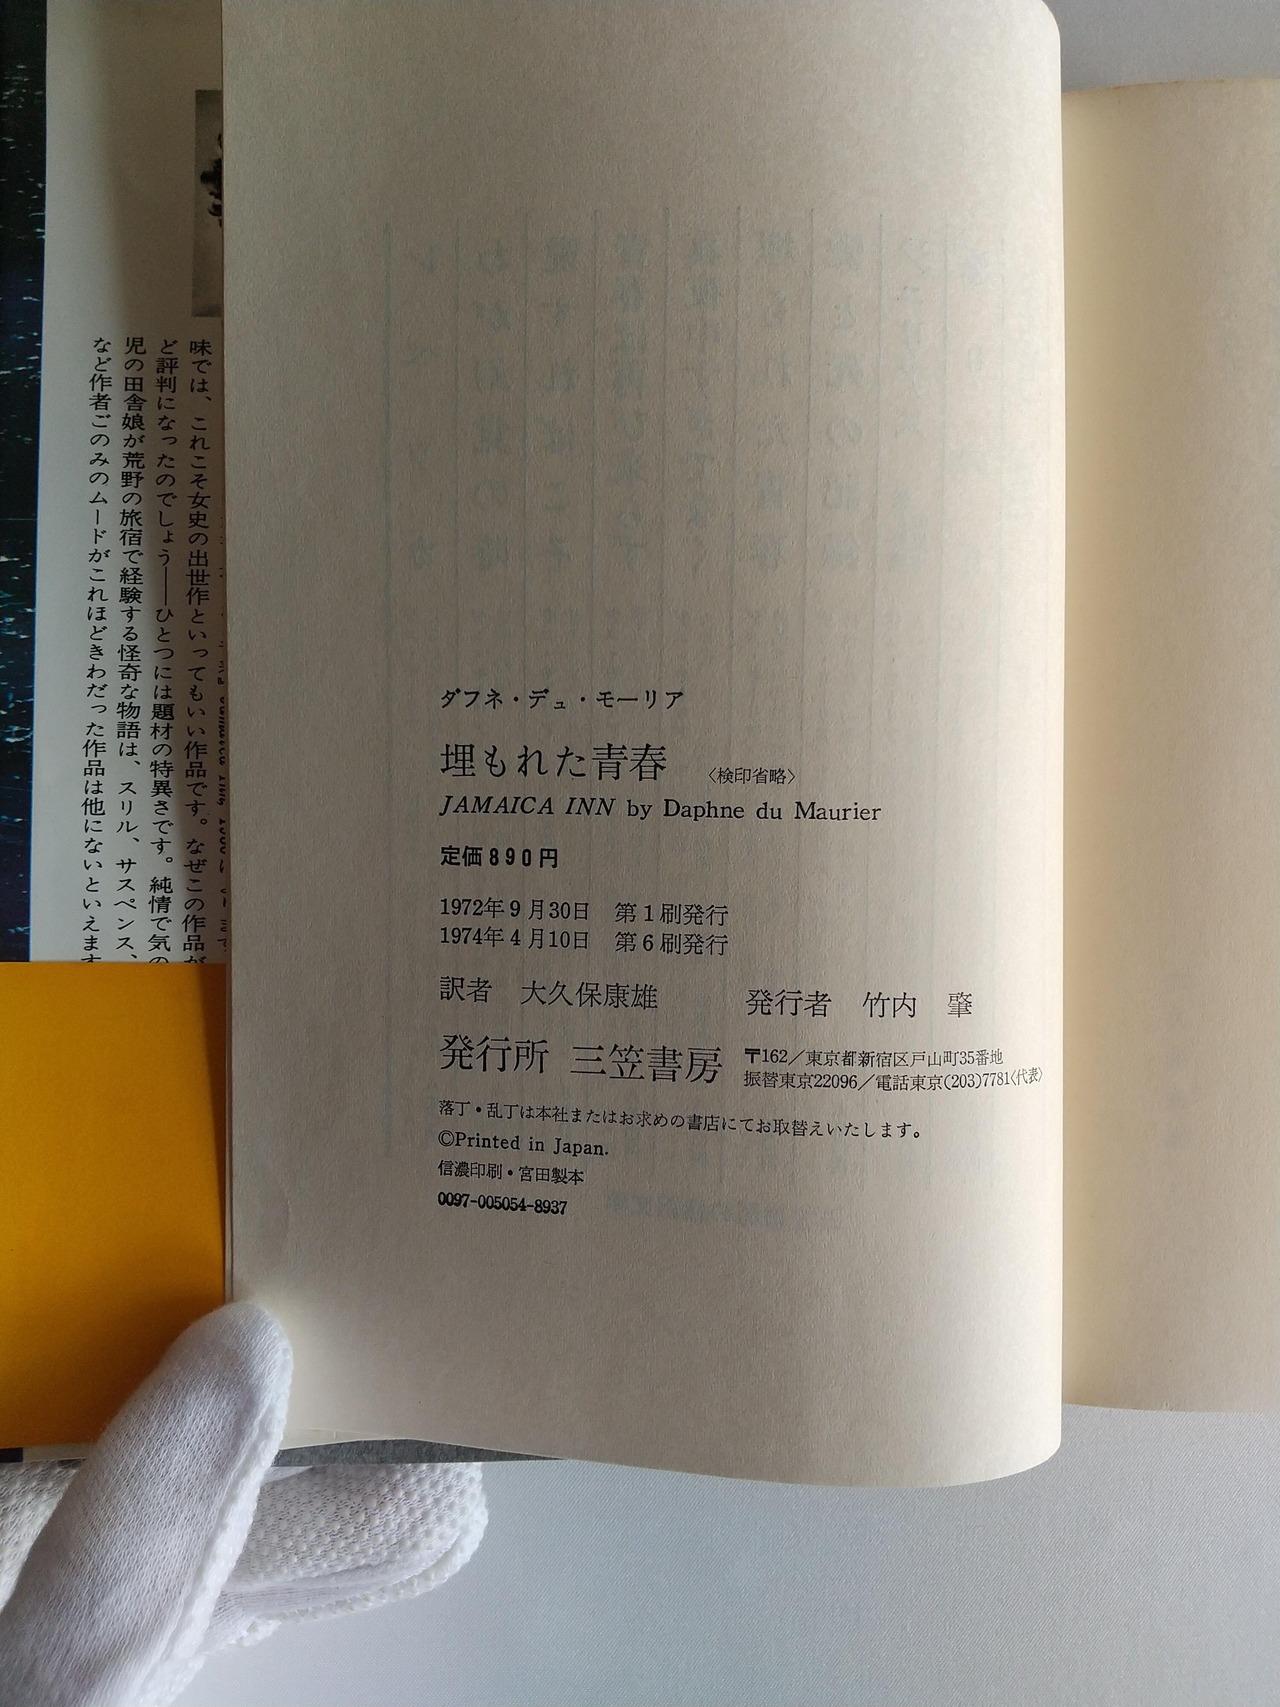 ダフネ・デュ・モーリア
埋もれた青春 〈検印省略〉
JAMAICA INN by Daphne du Maurier
定価890円
1972年9月30日 第1刷発行
1974年4月10日 第6刷発行
訳者 大久保康雄 発行者 竹内 肇
発行所 三笠書房 〒162／東京都新宿区戸山町35番地
振替東京22096／電話東京(203)7781〈代表〉
落丁・乱丁は本社またはお求めの書店にてお取替えいたします。
©Printed in Japan.
信濃印刷・宮田製本
0097-005054-8937
味では、これこそ女史の出世作といってもいい作品です。なぜこの作品が
ど評判になったのでしょう――ひとつには題材の特異さです。純情で気の
児の田舎娘が荒野の旅宿で経験する怪奇な物語は、スリル、サスペンス、
など作者ごのみのムードがこれほどきわだった作品は他にないといえます